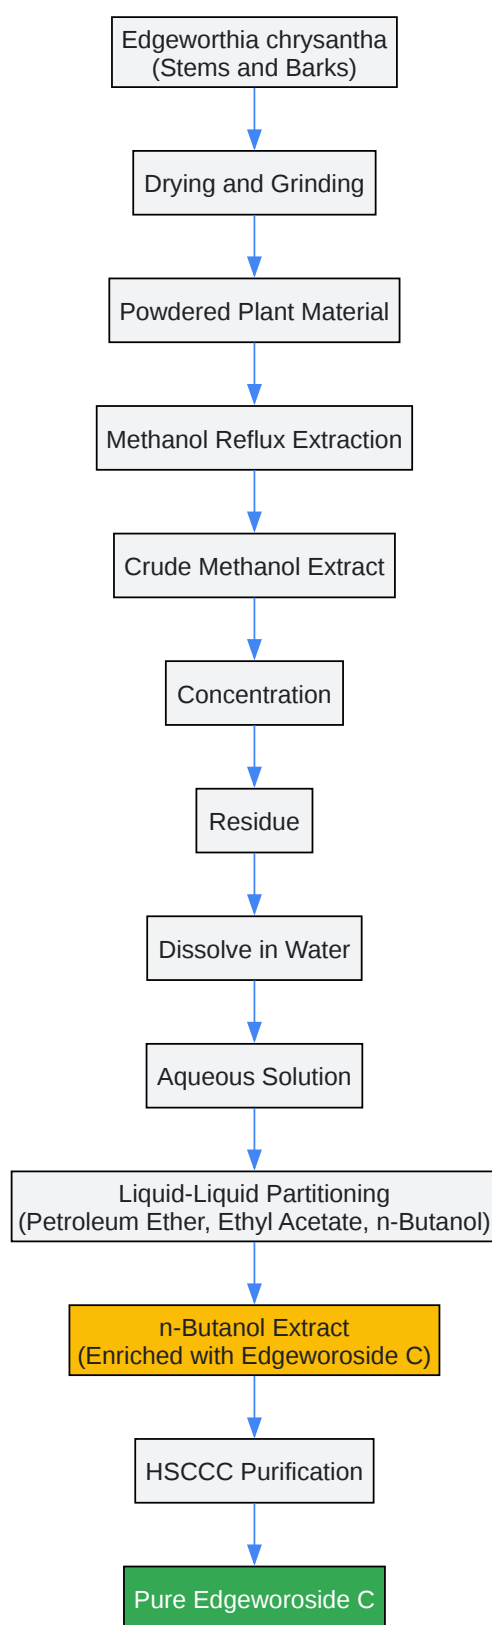 Edgeworthia chrysantha
(Stems and Barks)
Drying and Grinding
Powdered Plant Material
Methanol Reflux Extraction
Crude Methanol Extract
Concentration
Residue
Dissolve in Water
Aqueous Solution
Liquid-Liquid Partitioning
(Petroleum Ether, Ethyl Acetate, n-Butanol)
n-Butanol Extract
(Enriched with Edgeworoside C)
HSCCC Purification
Pure Edgeworoside C